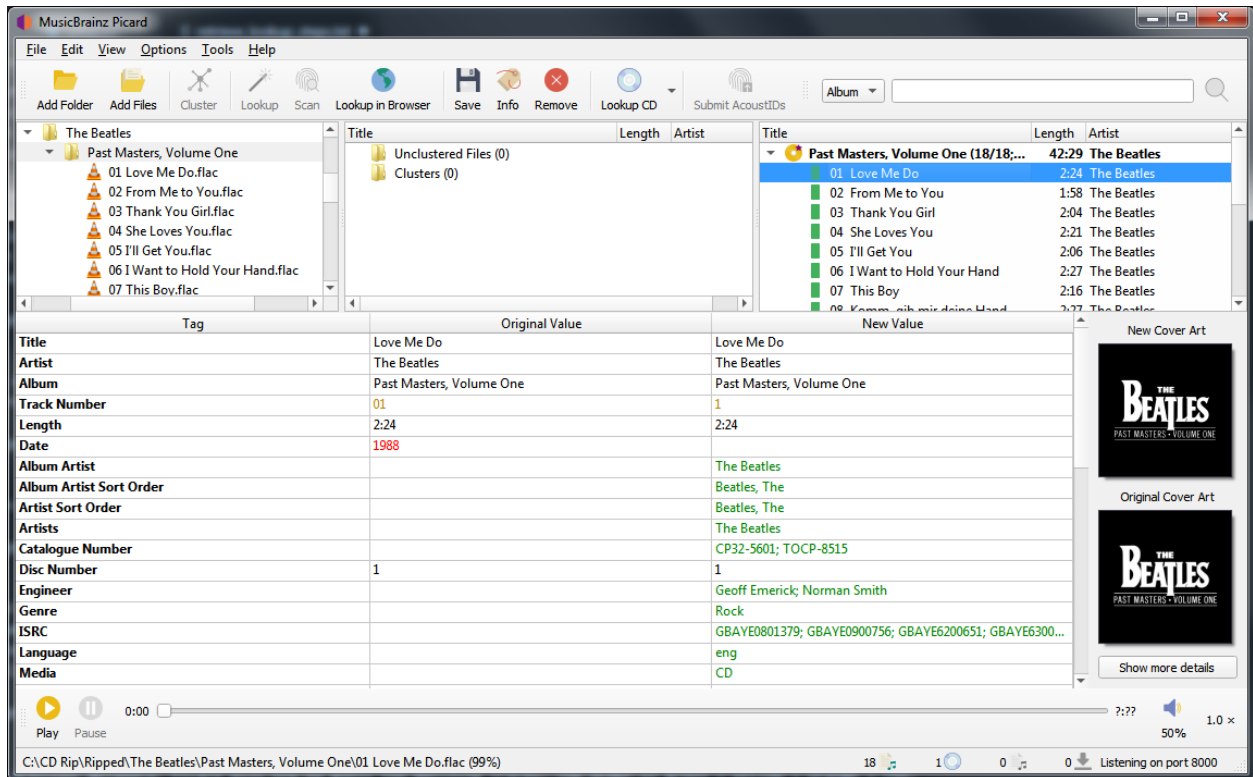 MusicBrainz Picard
File Edit View Options Tools Help
Add Folder Add Files Cluster Lookup Scan Lookup in Browser Save Info Remove Lookup CD Submit AcoustIDs Album
The Beatles
Past Masters, Volume One
01 Love Me Do.flac
02 From Me to You.flac
03 Thank You Girl.flac
04 She Loves You.flac
05 I'll Get You.flac
06 I Want to Hold Your Hand.flac
07 This Boy.flac
Title Length Artist
Unclustered Files (0)
Clusters (0)
Title Length Artist
Past Masters, Volume One (18/18;... 42:29 The Beatles
01 Love Me Do 2:24 The Beatles
02 From Me to You 1:58 The Beatles
03 Thank You Girl 2:04 The Beatles
04 She Loves You 2:21 The Beatles
05 I'll Get You 2:06 The Beatles
06 I Want to Hold Your Hand 2:27 The Beatles
07 This Boy 2:16 The Beatles
08 Komm, gib mir deine Hand 2:27 The Beatles
Tag Original Value New Value
Title Love Me Do Love Me Do
Artist The Beatles The Beatles
Album Past Masters, Volume One Past Masters, Volume One
Track Number 01 1
Length 2:24 2:24
Date 1988
Album Artist The Beatles
Album Artist Sort Order Beatles, The
Artist Sort Order Beatles, The
Artists The Beatles
Catalogue Number CP32-5601; TOCP-8515
Disc Number 1 1
Engineer Geoff Emerick; Norman Smith
Genre Rock
ISRC GBAYE0801379; GBAYE0900756; GBAYE6200651; GBAYE6300...
Language eng
Media CD
New Cover Art
THE
BEATLES
PAST MASTERS • VOLUME ONE
Original Cover Art
THE
BEATLES
PAST MASTERS • VOLUME ONE
Show more details
Play Pause 0:00 ?:?? 50% 1.0 ×
C:\CD Rip\Ripped\The Beatles\Past Masters, Volume One\01 Love Me Do.flac (99%) 18 1 0 0 Listening on port 8000